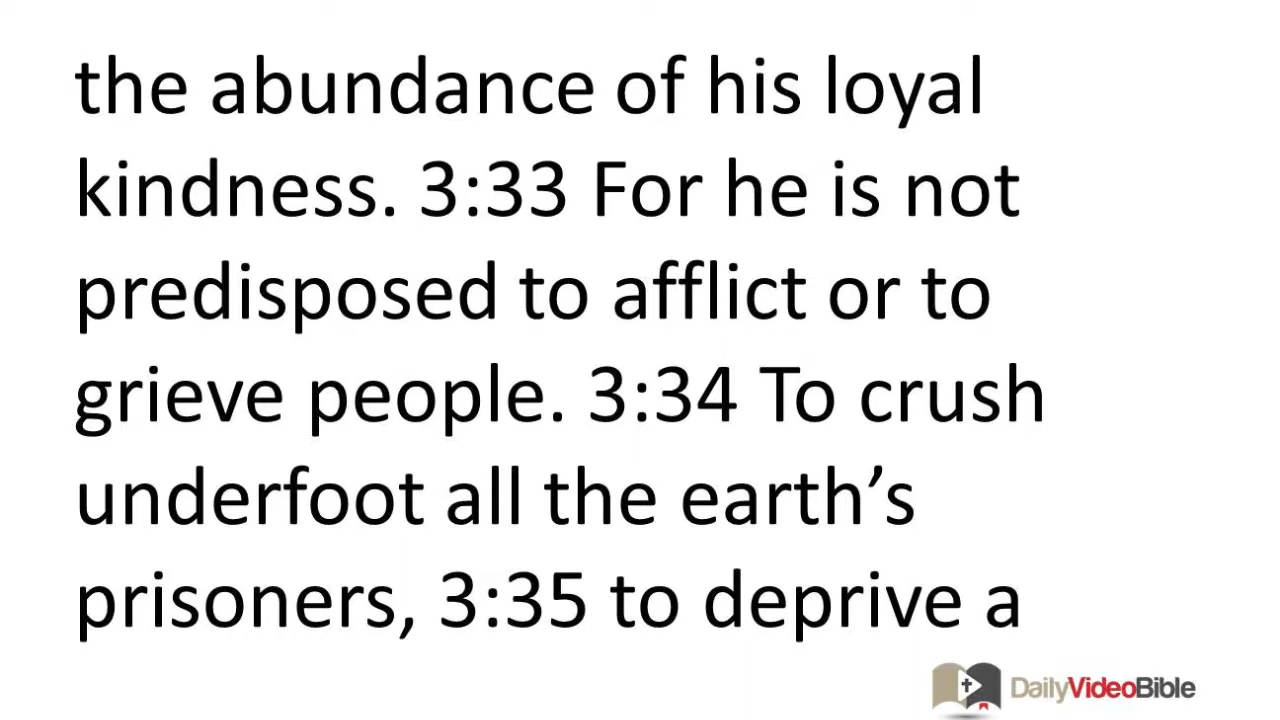 the abundance of his loyal
kindness. 3:33 For he is not
predisposed to afflict or to
grieve people. 3:34 To crush
underfoot all the earth’s
prisoners, 3:35 to deprive a
DailyVideoBible